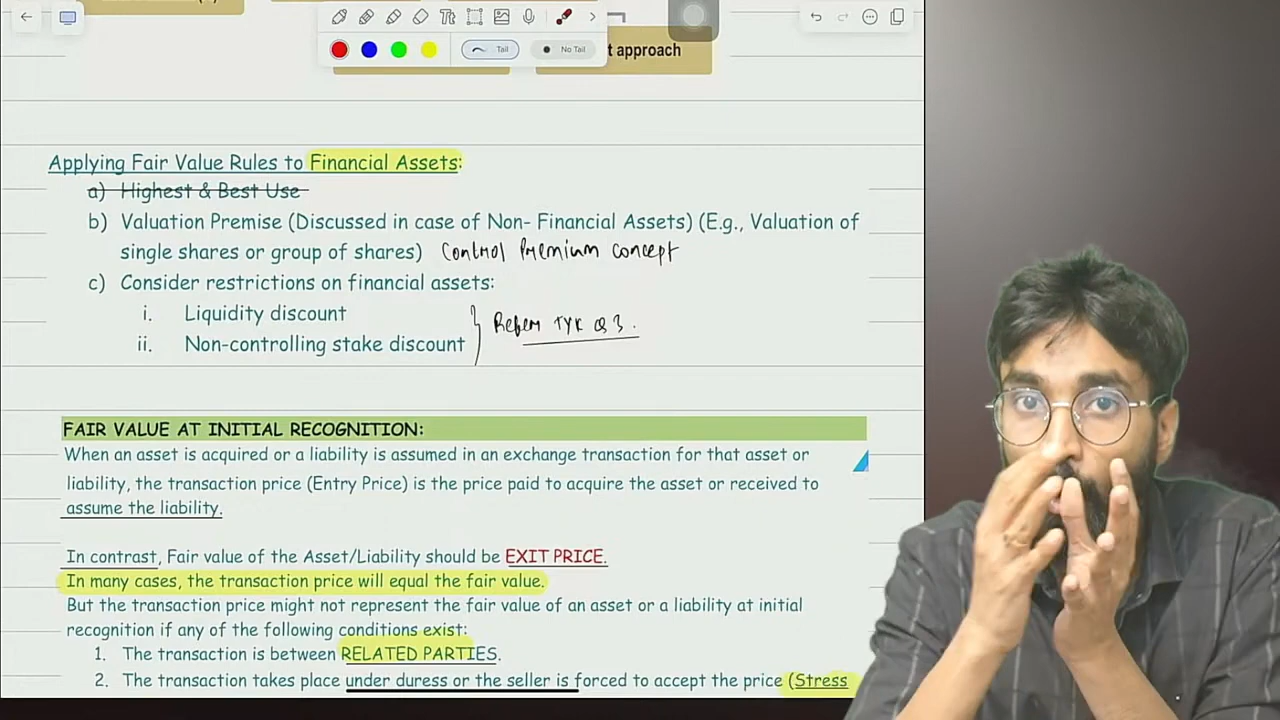 t approach
Tail
No Tail
Applying Fair Value Rules to Financial Assets:
a) Highest & Best Use
b) Valuation Premise (Discussed in case of Non- Financial Assets) (E.g., Valuation of
single shares or group of shares) Control Premium Concept
c) Consider restrictions on financial assets:
i. Liquidity discount
ii. Non-controlling stake discount
Refer TYK Q 3.
FAIR VALUE AT INITIAL RECOGNITION:
When an asset is acquired or a liability is assumed in an exchange transaction for that asset or
liability, the transaction price (Entry Price) is the price paid to acquire the asset or received to
assume the liability.
In contrast, Fair value of the Asset/Liability should be EXIT PRICE.
In many cases, the transaction price will equal the fair value.
But the transaction price might not represent the fair value of an asset or a liability at initial
recognition if any of the following conditions exist:
1. The transaction is between RELATED PARTIES.
2. The transaction takes place under duress or the seller is forced to accept the price (Stress